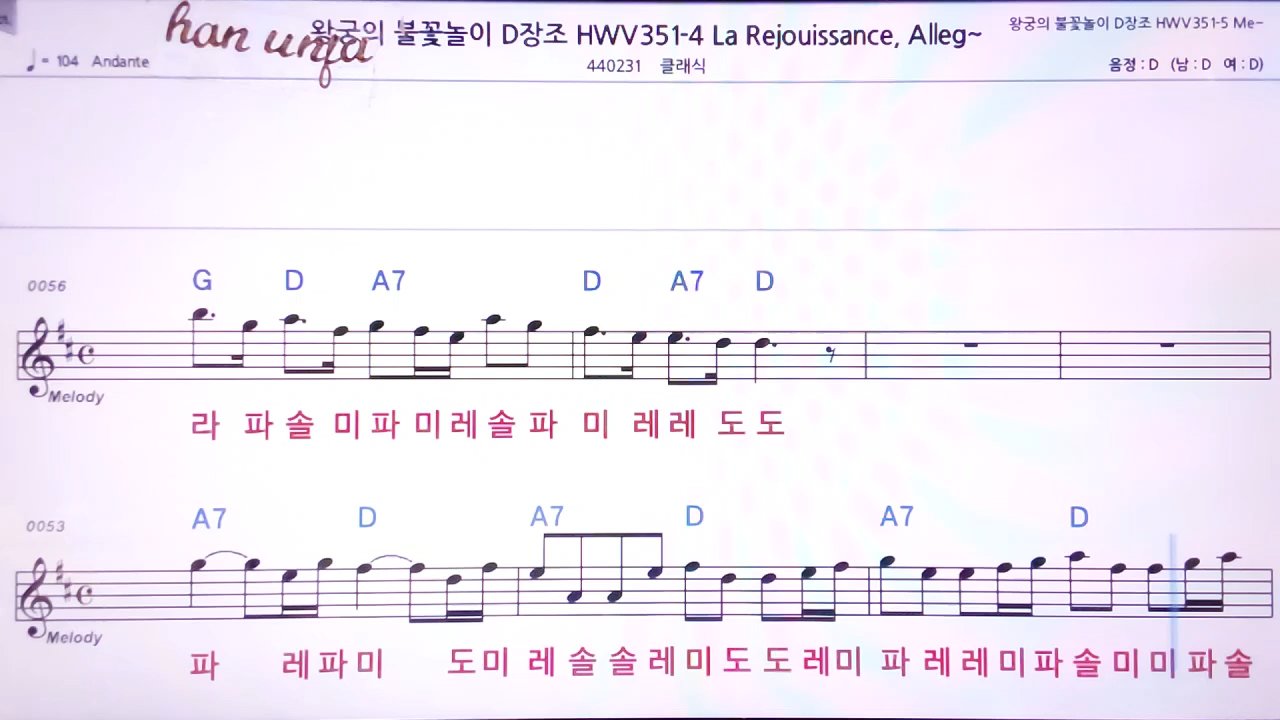 han unfa
왕궁의 불꽃놀이 D장조 HWV351-4 La Rejouissance, Alleg~
왕궁의 불꽃놀이 D장조 HWV351-5 Me~
♩= 104 Andante
440231 클래식
음정 : D (남 : D 여 : D)
0056
G D A7 D A7 D
Melody
라 파 솔 미 파 미 레 솔 파 미 레 레 도 도
0053
A7 D A7 D A7 D
Melody
파 레 파 미 도 미 레 솔 솔 레 미 도 도 레 미 파 레 레 미 파 솔 미 미 파 솔